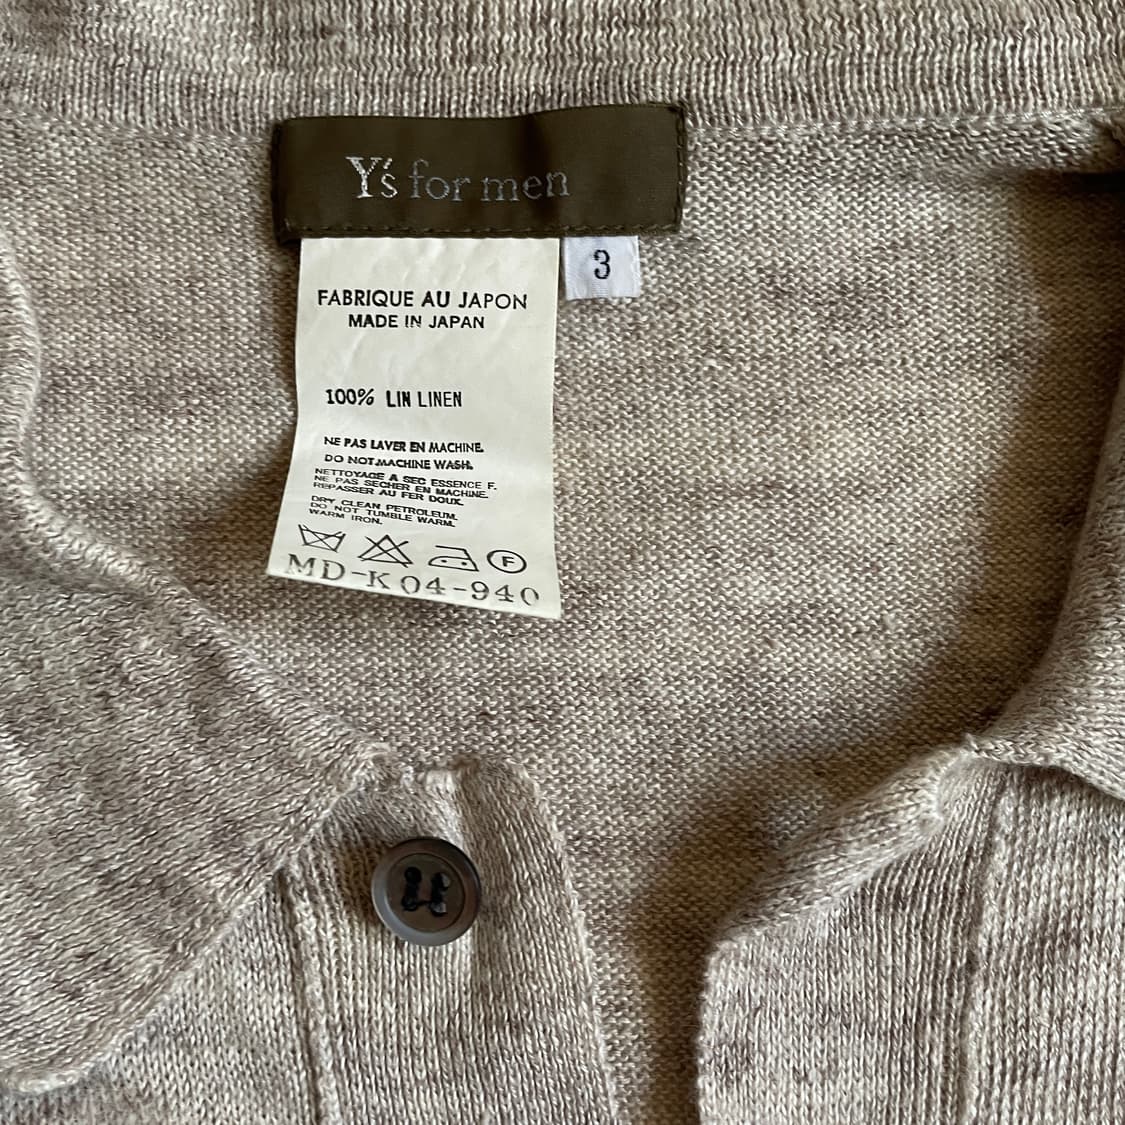 Y's for men
3
FABRIQUE AU JAPON
MADE IN JAPAN
100% LIN LINEN
NE PAS LAVER EN MACHINE.
DO NOT MACHINE WASH.
NETTOYAGE A SEC ESSENCE F.
NE PAS SECHER EN MACHINE.
REPASSER AU FER DOUX.
DRY CLEAN PETROLEUM.
DO NOT TUMBLE WARM.
WARM IRON.
F
MD-K04-940